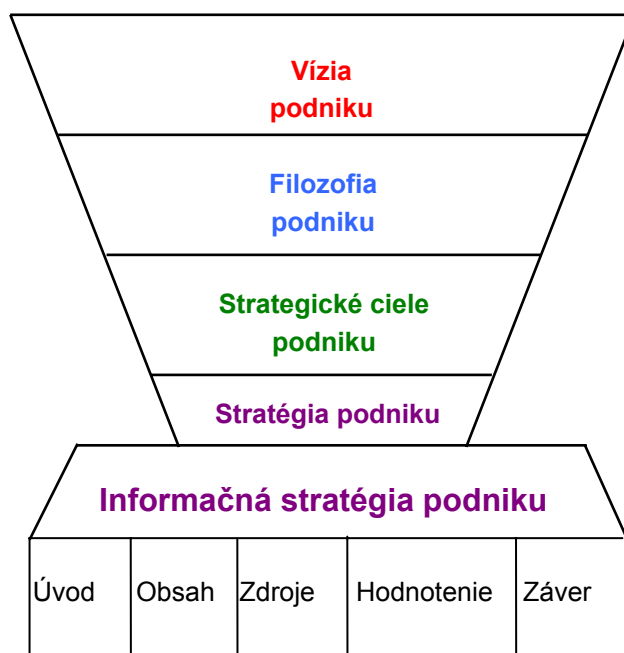 Vízia
podniku
Filozofia
podniku
Strategické ciele
podniku
Stratégia podniku
Informačná stratégia podniku
Úvod Obsah Zdroje Hodnotenie Záver